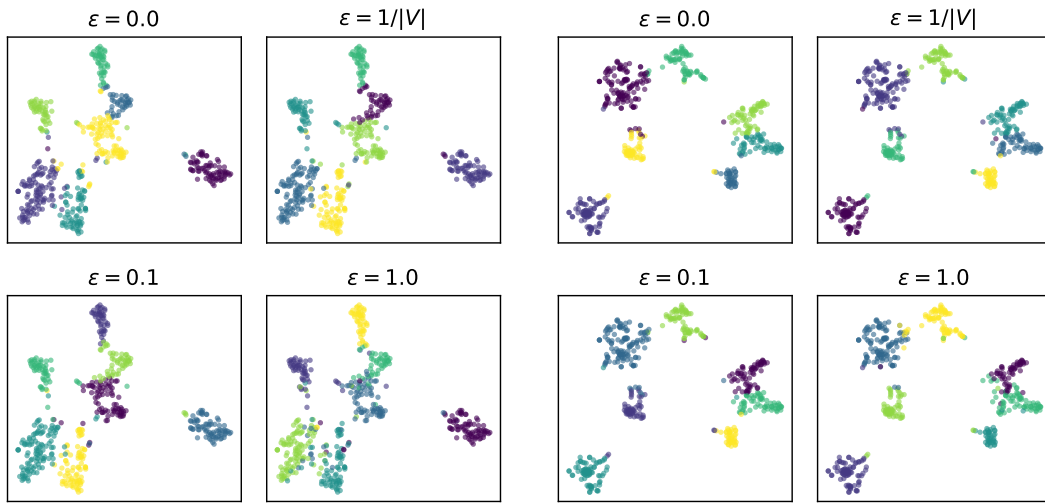 ε = 0.0
ε = 1/|V|
ε = 0.0
ε = 1/|V|
ε = 0.1
ε = 1.0
ε = 0.1
ε = 1.0